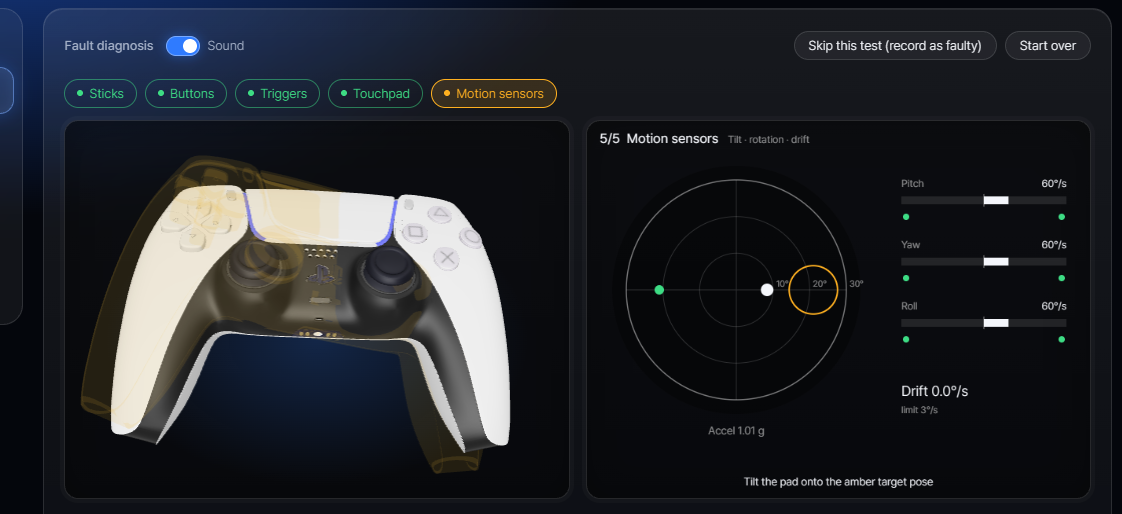 Fault diagnosis Sound Skip this test (record as faulty) Start over
Sticks Buttons Triggers Touchpad Motion sensors
5/5 Motion sensors Tilt · rotation · drift
10° 20° 30°
Accel 1.01 g
Pitch 60°/s
Yaw 60°/s
Roll 60°/s
Drift 0.0°/s
limit 3°/s
Tilt the pad onto the amber target pose